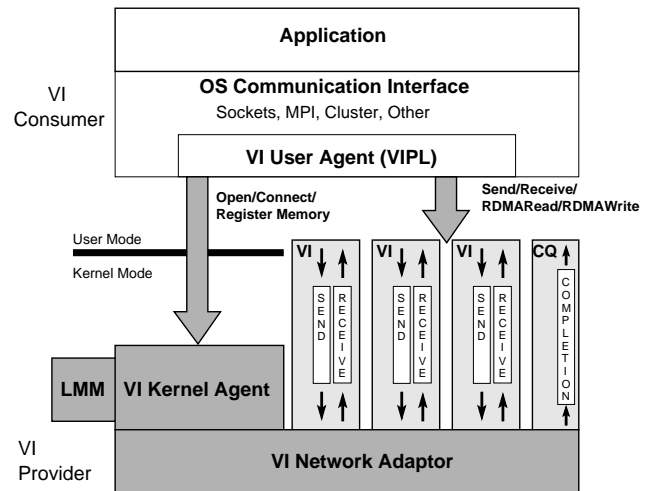 Application
OS Communication Interface
Sockets, MPI, Cluster, Other
VI
Consumer
VI User Agent (VIPL)
Open/Connect/
Register Memory
Send/Receive/
RDMARead/RDMAWrite
User Mode
Kernel Mode
VI
SEND
RECEIVE
VI
SEND
RECEIVE
VI
SEND
RECEIVE
CQ
COMPLETION
LMM
VI Kernel Agent
VI
Provider
VI Network Adaptor